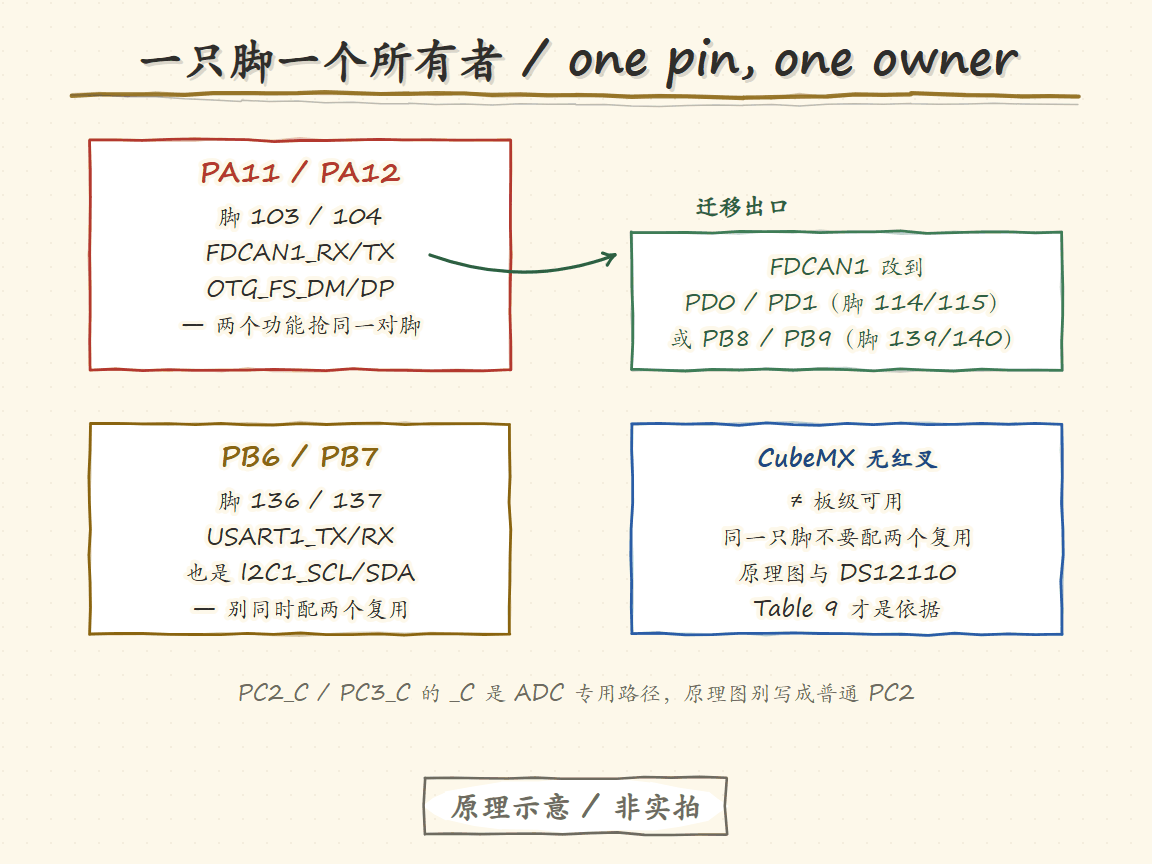 一只脚一个所有者 / one pin, one owner
PA11 / PA12
脚 103 / 104
FDCAN1_RX/TX
OTG_FS_DM/DP
— 两个功能抢同一对脚
迁移出口
FDCAN1 改到
PD0 / PD1（脚 114/115）
或 PB8 / PB9（脚 139/140）
PB6 / PB7
脚 136 / 137
USART1_TX/RX
也是 I2C1_SCL/SDA
— 别同时配两个复用
CubeMX 无红叉
≠ 板级可用
同一只脚不要配两个复用
原理图与 DS12110
Table 9 才是依据
PC2_C / PC3_C 的 _C 是 ADC 专用路径，原理图别写成普通 PC2
原理示意 / 非实拍